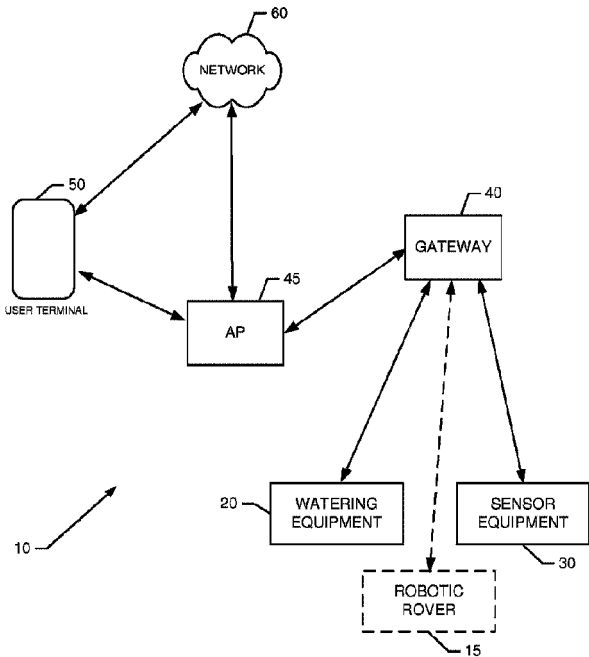 60
NETWORK
50
USER TERMINAL
45
AP
40
GATEWAY
20
WATERING
EQUIPMENT
SENSOR
EQUIPMENT
30
10
ROBOTIC
ROVER
15